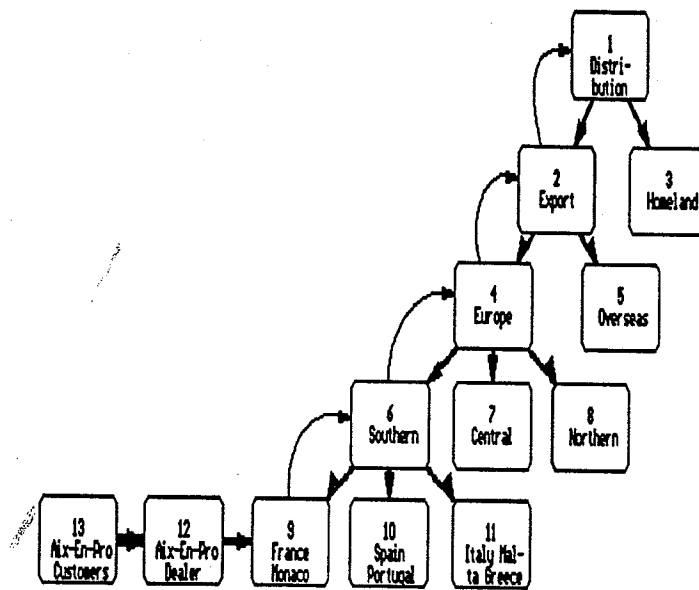 1
Distri-
bution
2
Export
3
Homeland
4
Europe
5
Overseas
6
Southern
7
Central
8
Northern
13
Aix-En-Pro
Customers
12
Aix-En-Pro
Dealer
9
France
Monaco
10
Spain
Portugal
11
Italy Mal-
ta Greece